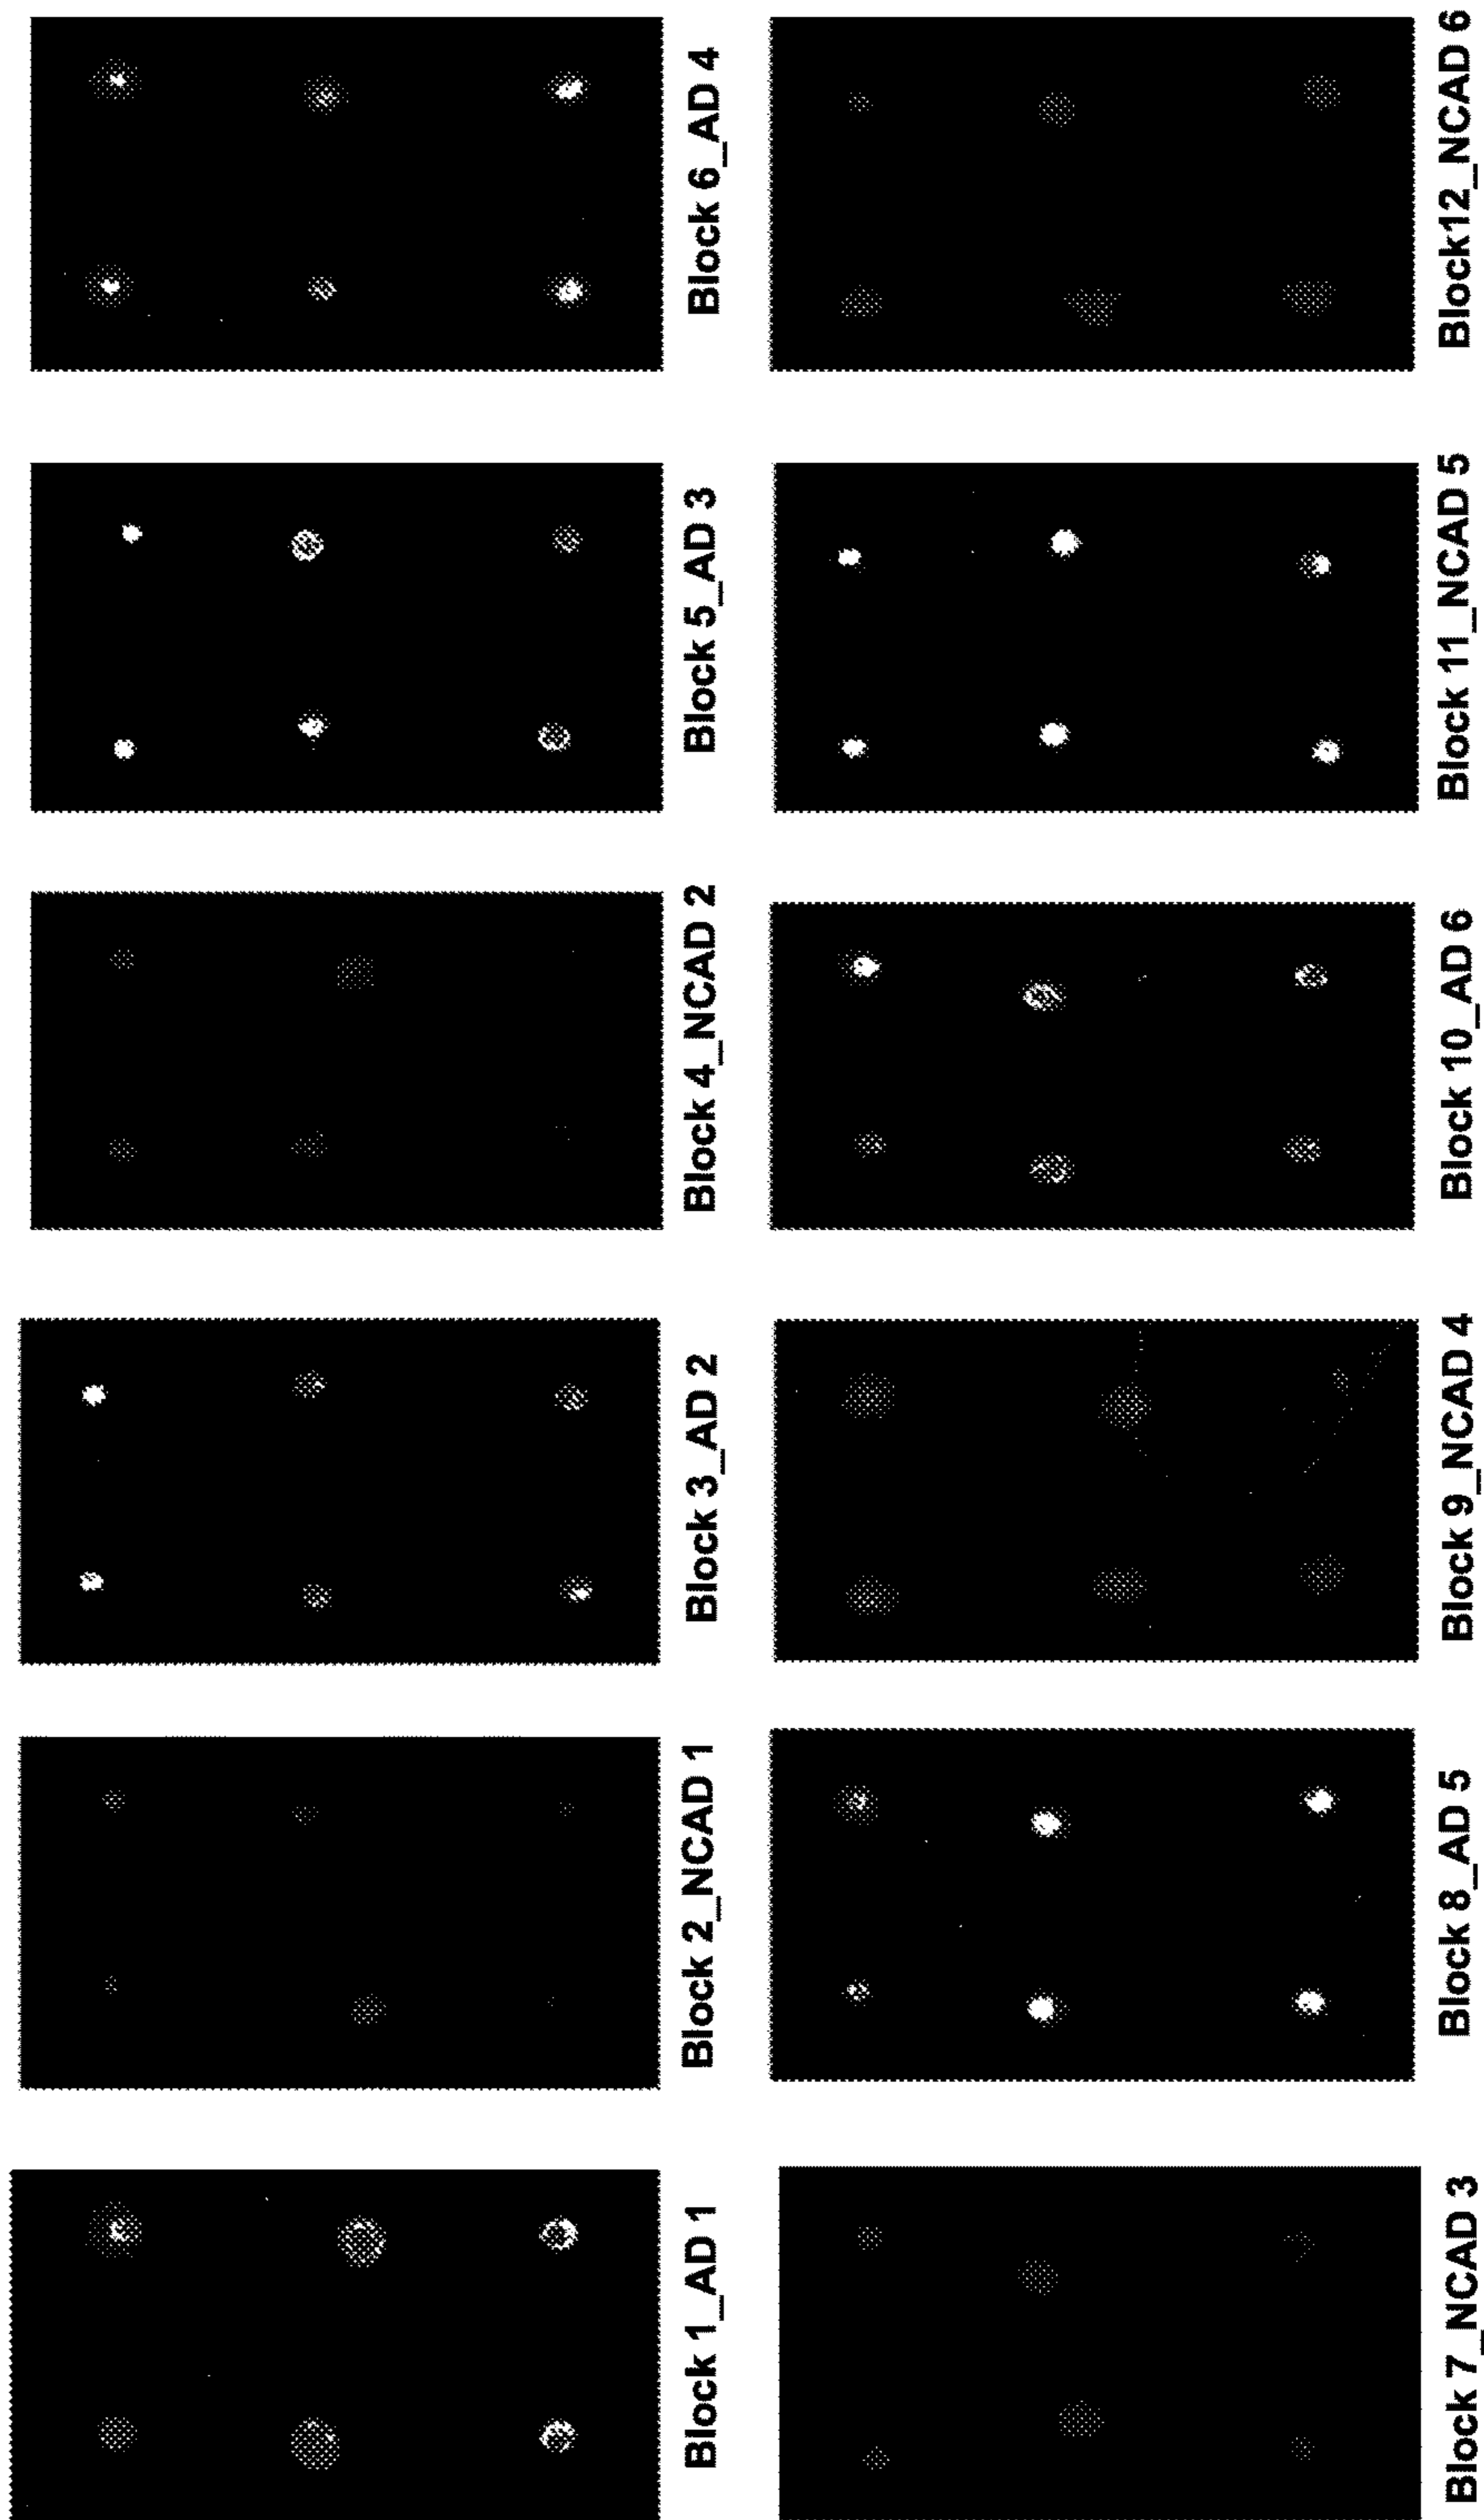 Block 1_AD 1
Block 2_NCAD 1
Block 3_AD 2
Block 4_NCAD 2
Block 5_AD 3
Block 6_AD 4
Block 7_NCAD 3
Block 8_AD 5
Block 9_NCAD 4
Block 10_AD 6
Block 11_NCAD 5
Block12_NCAD 6